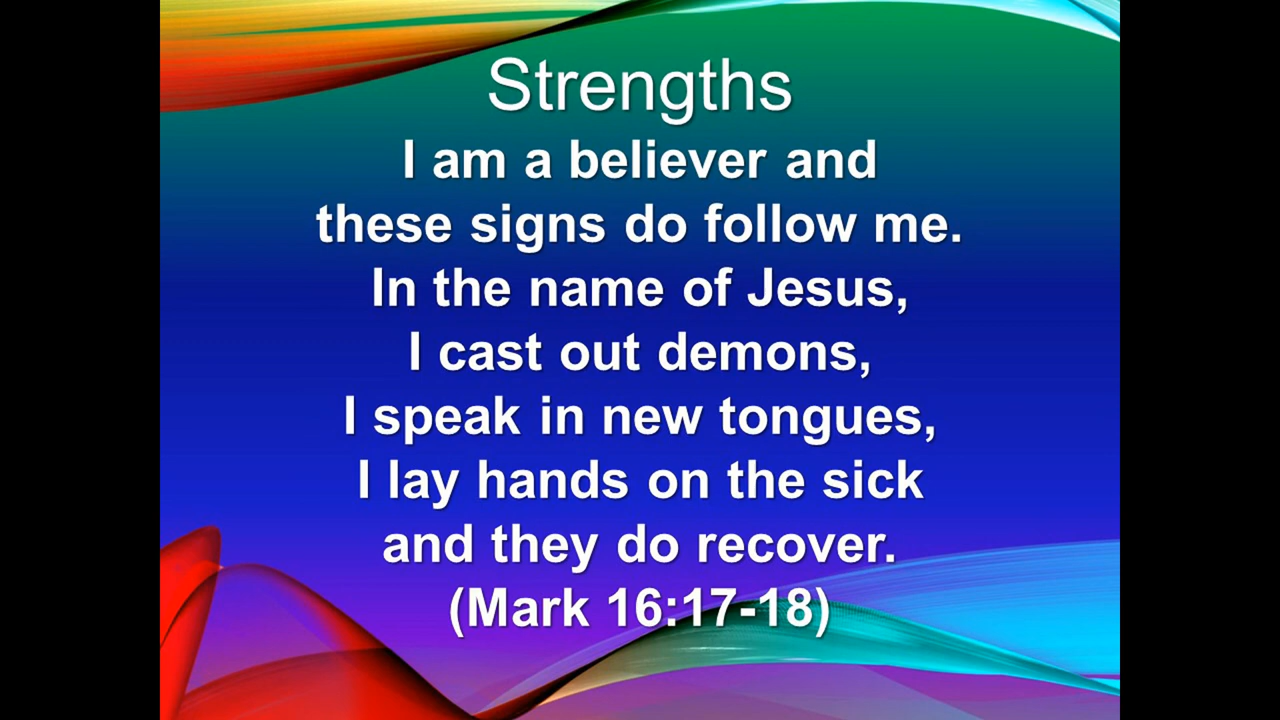 Strengths
I am a believer and
these signs do follow me.
In the name of Jesus,
I cast out demons,
I speak in new tongues,
I lay hands on the sick
and they do recover.
(Mark 16:17-18)